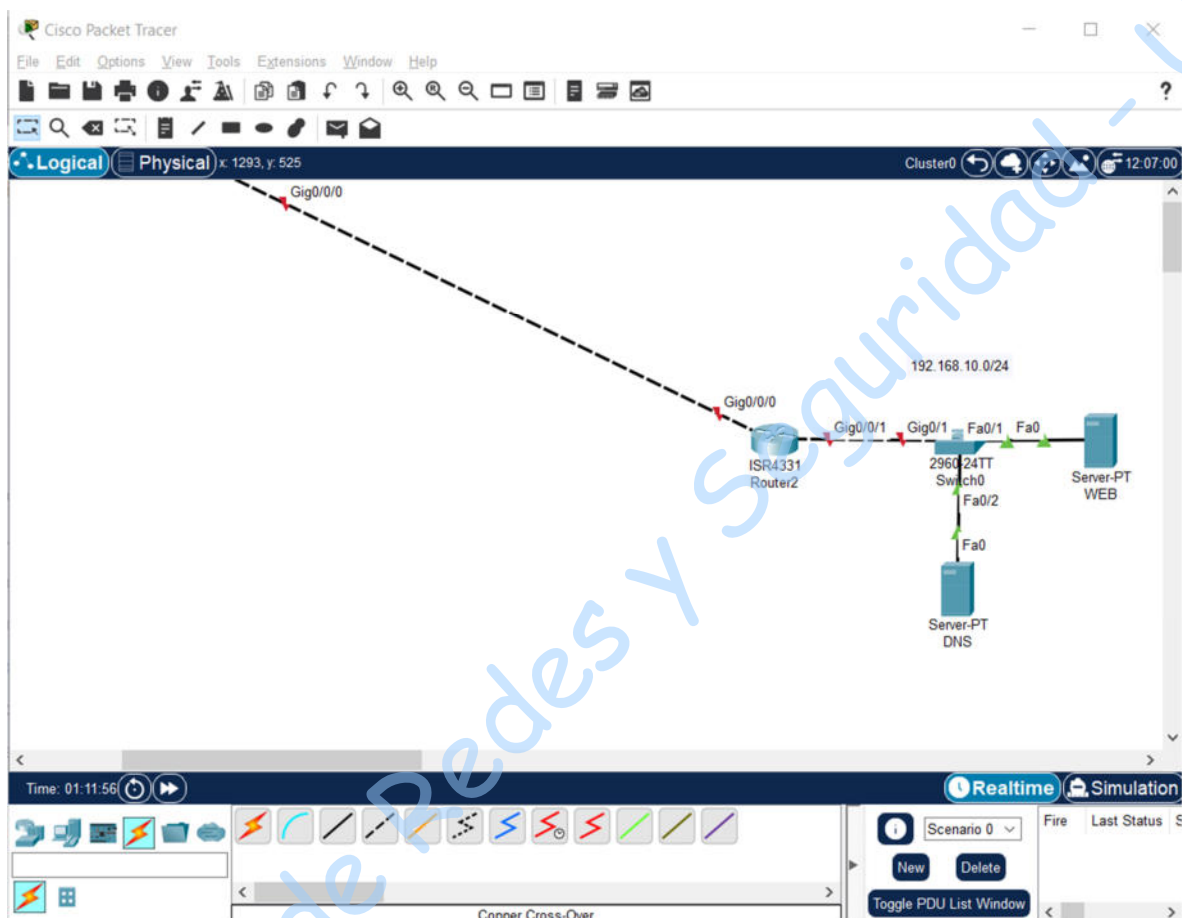 Cisco Packet Tracer
File Edit Options View Tools Extensions Window Help
?
Logical Physical x: 1293, y: 525 Cluster0 12:07:00
Gig0/0/0
192.168.10.0/24
Gig0/0/0
Gig0/0/1 Gig0/1 Fa0/1 Fa0
ISR4331
Router2
2960-24TT
Switch0
Server-PT
WEB
Fa0/2
Fa0
Server-PT
DNS
de Redes y Seguridad -
Time: 01:11:56 Realtime Simulation
Scenario 0 Fire Last Status S
New Delete
Toggle PDU List Window
Copper Cross-Over